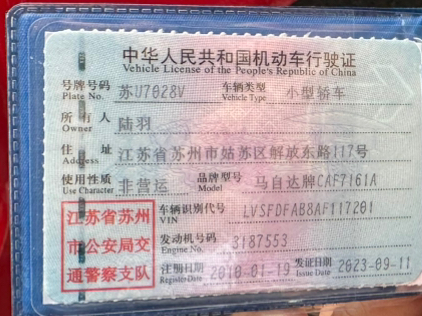 中华人民共和国机动车行驶证
Vehicle License of the People's Republic of China
号牌号码 Plate No. 苏U7028V 车辆类型 Vehicle Type 小型轿车
所有人 Owner 陆羽
住址 Address 江苏省苏州市姑苏区解放东路117号
使用性质 Use Character 非营运 品牌型号 Model 马自达牌CAF7161A
江苏省苏州
市公安局交
通警察支队
车辆识别代号 VIN LVSFDFAB8AF117201
发动机号码 Engine No. 3187553
注册日期 Register Date 2010-01-19 发证日期 Issue Date 2023-09-11